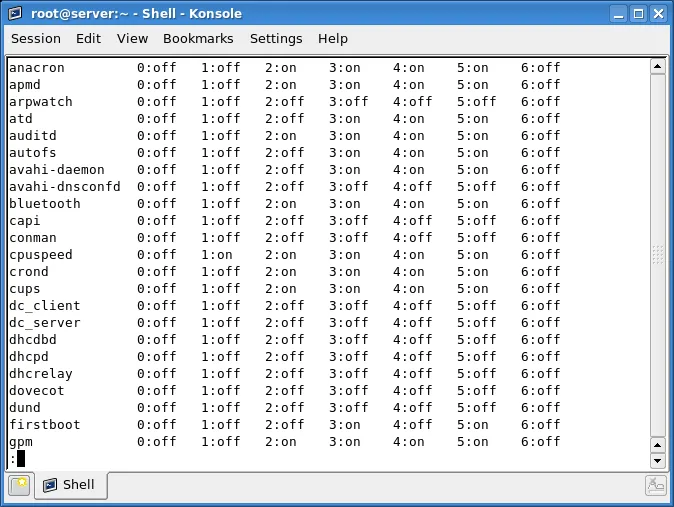 root@server:~ - Shell - Konsole
Session Edit View Bookmarks Settings Help
anacron 0:off 1:off 2:on 3:on 4:on 5:on 6:off
apmd 0:off 1:off 2:on 3:on 4:on 5:on 6:off
arpwatch 0:off 1:off 2:off 3:off 4:off 5:off 6:off
atd 0:off 1:off 2:off 3:on 4:on 5:on 6:off
auditd 0:off 1:off 2:on 3:on 4:on 5:on 6:off
autofs 0:off 1:off 2:off 3:on 4:on 5:on 6:off
avahi-daemon 0:off 1:off 2:off 3:on 4:on 5:on 6:off
avahi-dnsconfd 0:off 1:off 2:off 3:off 4:off 5:off 6:off
bluetooth 0:off 1:off 2:on 3:on 4:on 5:on 6:off
capi 0:off 1:off 2:off 3:off 4:off 5:off 6:off
conman 0:off 1:off 2:off 3:off 4:off 5:off 6:off
cpuspeed 0:off 1:on 2:on 3:on 4:on 5:on 6:off
crond 0:off 1:off 2:on 3:on 4:on 5:on 6:off
cups 0:off 1:off 2:on 3:on 4:on 5:on 6:off
dc_client 0:off 1:off 2:off 3:off 4:off 5:off 6:off
dc_server 0:off 1:off 2:off 3:off 4:off 5:off 6:off
dhcdbd 0:off 1:off 2:off 3:off 4:off 5:off 6:off
dhcpd 0:off 1:off 2:off 3:off 4:off 5:off 6:off
dhcrelay 0:off 1:off 2:off 3:off 4:off 5:off 6:off
dovecot 0:off 1:off 2:off 3:off 4:off 5:off 6:off
dund 0:off 1:off 2:off 3:off 4:off 5:off 6:off
firstboot 0:off 1:off 2:off 3:on 4:off 5:on 6:off
gpm 0:off 1:off 2:on 3:on 4:on 5:on 6:off
:
Shell